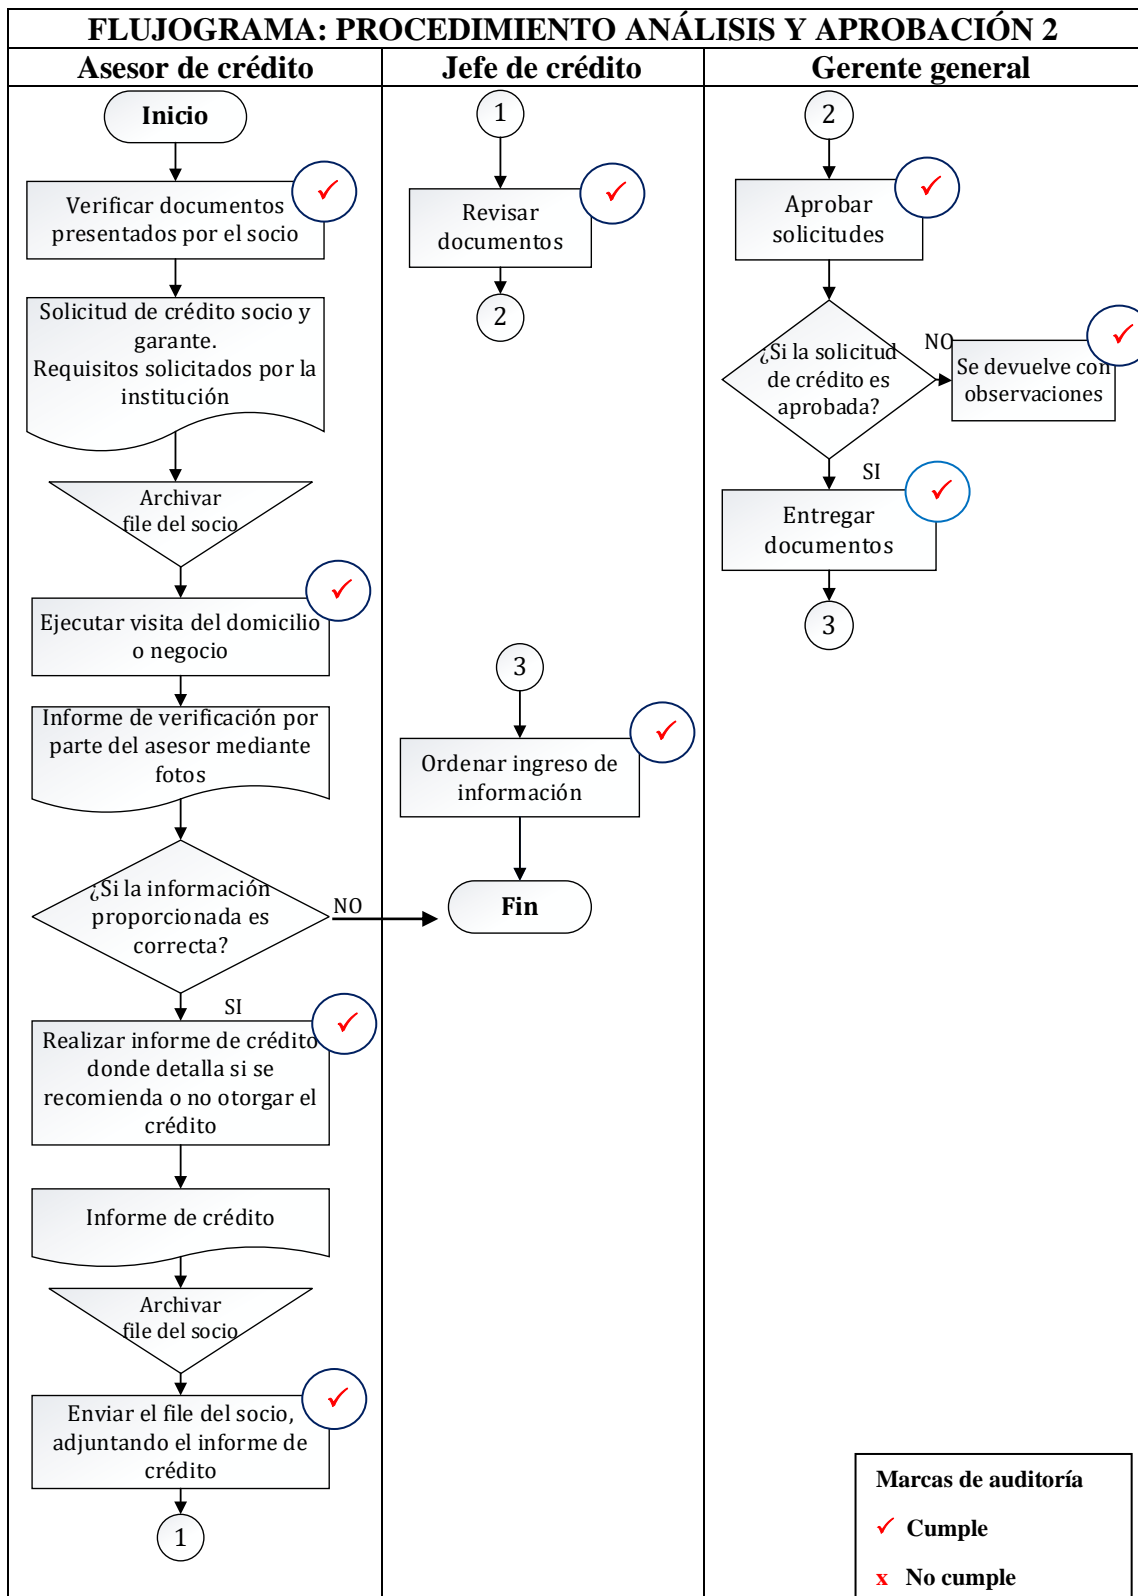 FLUJOGRAMA: PROCEDIMIENTO ANÁLISIS Y APROBACIÓN 2
Asesor de crédito
Jefe de crédito
Gerente general
Inicio
Verificar documentos
presentados por el socio
Solicitud de crédito socio y
garante.
Requisitos solicitados por la
institución
Archivar
file del socio
Ejecutar visita del domicilio
o negocio
Informe de verificación por
parte del asesor mediante
fotos
¿Si la información
proporcionada es
correcta?
NO
SI
Realizar informe de crédito
donde detalla si se
recomienda o no otorgar el
crédito
Informe de crédito
Archivar
file del socio
Enviar el file del socio,
adjuntando el informe de
crédito
1
1
Revisar
documentos
2
3
Ordenar ingreso de
información
Fin
2
Aprobar
solicitudes
¿Si la solicitud
de crédito es
aprobada?
NO
Se devuelve con
observaciones
SI
Entregar
documentos
3
Marcas de auditoría
✓ Cumple
x No cumple